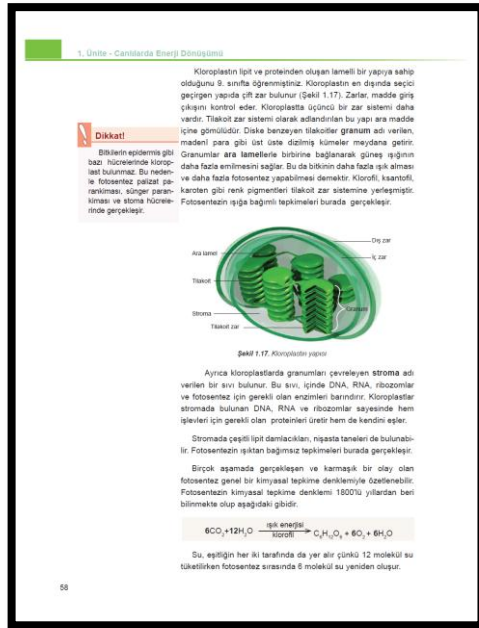 1. Ünite - Canlılarda Enerji Dönüşümü
Kloroplastın lipit ve proteinden oluşan lamelli bir yapıya sahip
olduğunu 9. sınıfta öğrenmiştiniz. Kloroplastın en dışında seçici
geçirgen yapıda çift zar bulunur (Şekil 1.17). Zarlar, madde giriş
çıkışını kontrol eder. Kloroplastta üçüncü bir zar sistemi daha
vardır. Tilakoit zar sistemi olarak adlandırılan bu yapı ara madde
içine gömülüdür. Diske benzeyen tilakoitler granum adı verilen,
madenî para gibi üst üste dizilmiş kümeler meydana getirir.
Granumlar ara lamellerle birbirine bağlanarak güneş ışığının
daha fazla emilmesini sağlar. Bu da bitkinin daha fazla ışık alması
ve daha fazla fotosentez yapabilmesi demektir. Klorofil, ksantofil,
karoten gibi renk pigmentleri tilakoit zar sistemine yerleşmiştir.
Fotosentezin ışığa bağımlı tepkimeleri burada gerçekleşir.
Dikkat!
Bitkilerin epidermis gibi
bazı hücrelerinde klorop-
last bulunmaz. Bu neden-
le fotosentez palizat pa-
rankiması, sünger paran-
kiması ve stoma hücrele-
rinde gerçekleşir.
Dış zar
Ara lamel
İç zar
Tilakoit
Granum
Stroma
Tilakoit zar
Şekil 1.17. Kloroplastın yapısı
Ayrıca kloroplastlarda granumları çevreleyen stroma adı
verilen bir sıvı bulunur. Bu sıvı, içinde DNA, RNA, ribozomlar
ve fotosentez için gerekli olan enzimleri barındırır. Kloroplastlar
stromada bulunan DNA, RNA ve ribozomlar sayesinde hem
işlevleri için gerekli olan proteinleri üretir hem de kendini eşler.
Stromada çeşitli lipit damlacıkları, nişasta taneleri de bulunabi-
lir. Fotosentezin ışıktan bağımsız tepkimeleri burada gerçekleşir.
Birçok aşamada gerçekleşen ve karmaşık bir olay olan
fotosentez genel bir kimyasal tepkime denklemiyle özetlenebilir.
Fotosentezin kimyasal tepkime denklemi 1800'lü yıllardan beri
bilinmekte olup aşağıdaki gibidir.
ışık enerjisi
6CO₂+12H₂O → C₆H₁₂O₆ + 6O₂ + 6H₂O
klorofil
Su, eşitliğin her iki tarafında da yer alır çünkü 12 molekül su
tüketilirken fotosentez sırasında 6 molekül su yeniden oluşur.
58